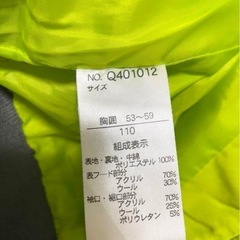 NO. Q401012
サイズ
胸囲 53～59
110
組成表示
表地・裏地・中綿
ポリエステル 100%
表フード部分
アクリル 70%
ウール 30%
袖口・裾口部分
アクリル 70%
ウール 25%
ポリウレタン 5%